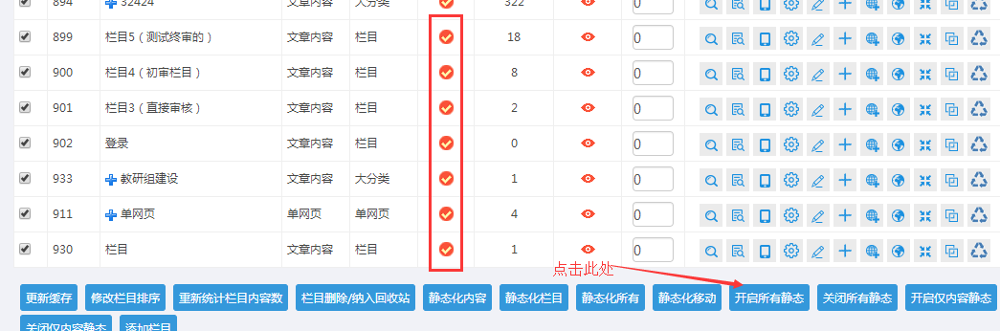 894 32424 文章内容 大分类 322 0
899 栏目5（测试终审的） 文章内容 栏目 18 0
900 栏目4（初审栏目） 文章内容 栏目 8 0
901 栏目3（直接审核） 文章内容 栏目 2 0
902 登录 文章内容 栏目 0 0
933 教研组建设 文章内容 大分类 1 0
911 单网页 单网页 单网页 4 0
930 栏目 文章内容 栏目 1 0
点击此处
更新缓存 修改栏目排序 重新统计栏目内容数 栏目删除/纳入回收站 静态化内容 静态化栏目 静态化所有 静态化移动 开启所有静态 关闭所有静态 开启仅内容静态
关闭仅内容静态 添加栏目